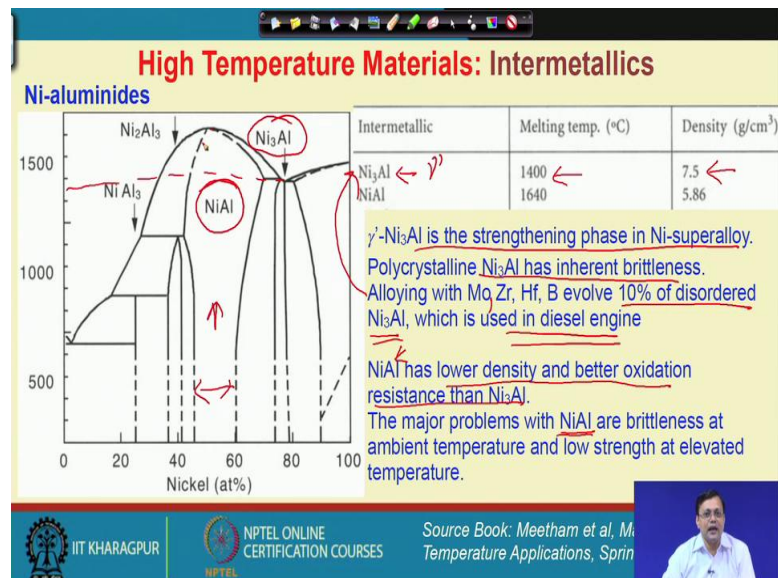 High Temperature Materials: Intermetallics
Ni-aluminides
Ni₂Al₃
Ni₃Al
Ni Al₃
NiAl
1500
1000
500
0 20 40 60 80 100
Nickel (at%)
Intermetallic Melting temp. (ºC) Density (g/cm³)
Ni₃Al ← γ' 1400 7.5
NiAl 1640 5.86
γ'-Ni₃Al is the strengthening phase in Ni-superalloy.
Polycrystalline Ni₃Al has inherent brittleness.
Alloying with Mo, Zr, Hf, B evolve 10% of disordered
Ni₃Al, which is used in diesel engine
NiAl has lower density and better oxidation
resistance than Ni₃Al.
The major problems with NiAl are brittleness at
ambient temperature and low strength at elevated
temperature.
IIT KHARAGPUR
NPTEL
NPTEL ONLINE
CERTIFICATION COURSES
Source Book: Meetham et al,
Temperature Applications,